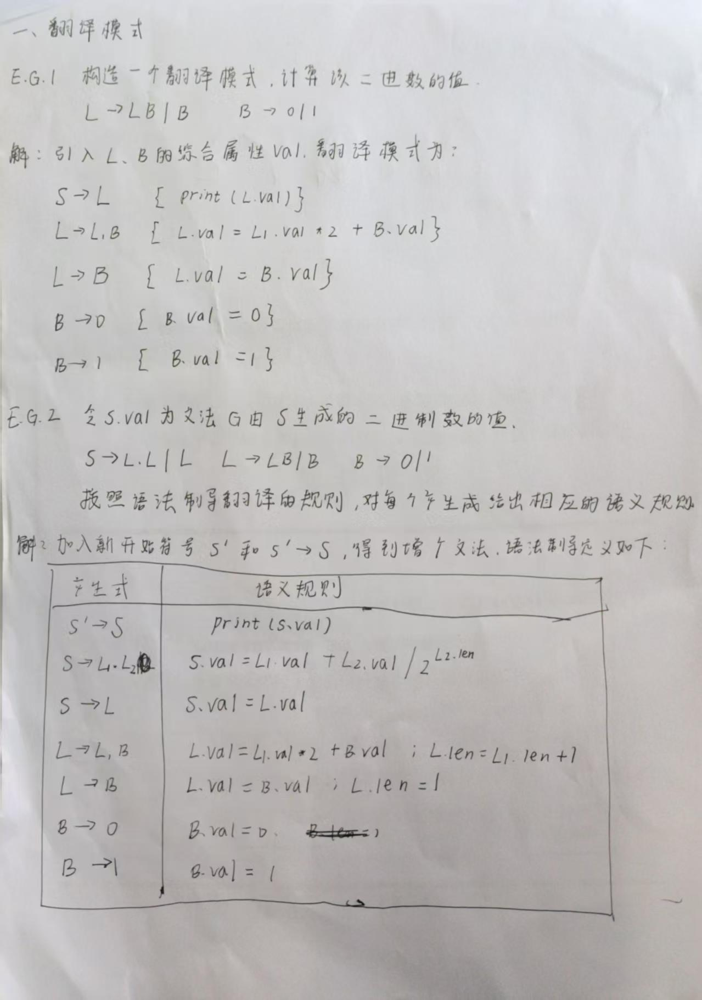 一、翻译模式
E.G.1 构造一个翻译模式,计算该二进数的值.
L→LB|B B→0|1
解:引入L、B的综合属性val.翻译模式为:
S→L { print(L.val)}
L→L₁B { L.val = L₁.val * 2 + B.val}
L→B { L.val = B.val}
B→0 { B.val = 0}
B→1 { B.val =1}
E.G.2 令S.val为文法G由S生成的二进制数的值.
S→L.L|L L→LB|B B→0|1
按照语法制导翻译的规则,对每个产生成给出相应的语义规则
解:加入新开始符号S'和S'→S,得到增广文法.语法制导定义如下:
产生式 语义规则
S'→S print(S.val)
S→L₁.L₂ S.val=L₁.val+L₂.val/2^L₂.len
S→L S.val=L.val
L→L₁B L.val=L₁.val*2+B.val ; L.len=L₁.len+1
L→B L.val=B.val ; L.len=1
B→0 B.val=0.
B→1 B.val=1